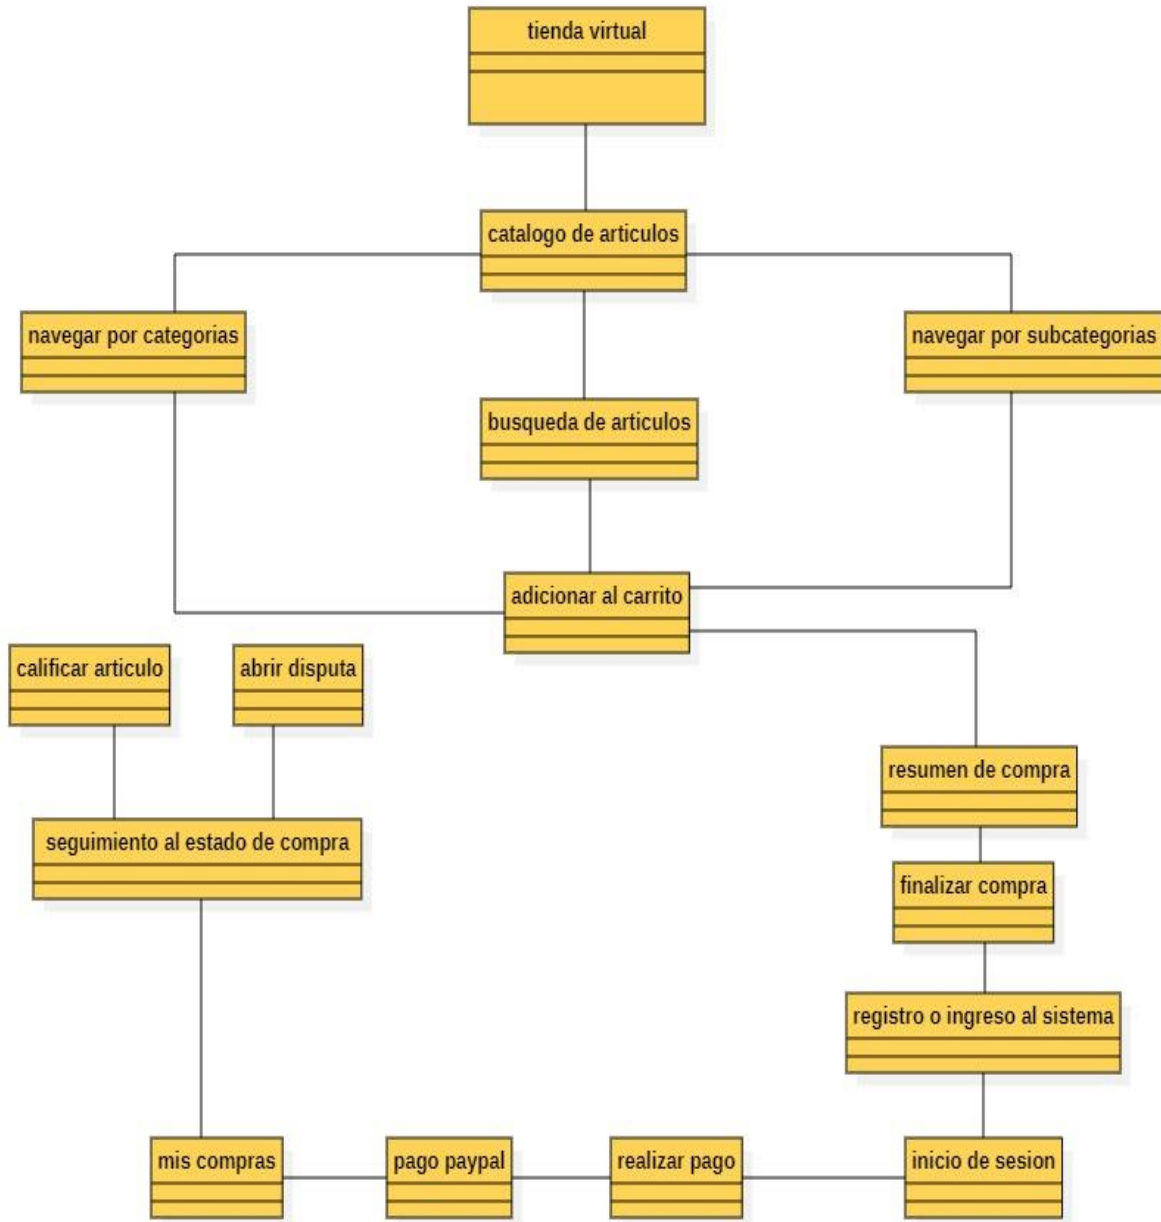 tienda virtual
catalogo de articulos
navegar por categorias
navegar por subcategorias
busqueda de articulos
adicionar al carrito
calificar articulo
abrir disputa
resumen de compra
seguimiento al estado de compra
finalizar compra
registro o ingreso al sistema
mis compras
pago paypal
realizar pago
inicio de sesion